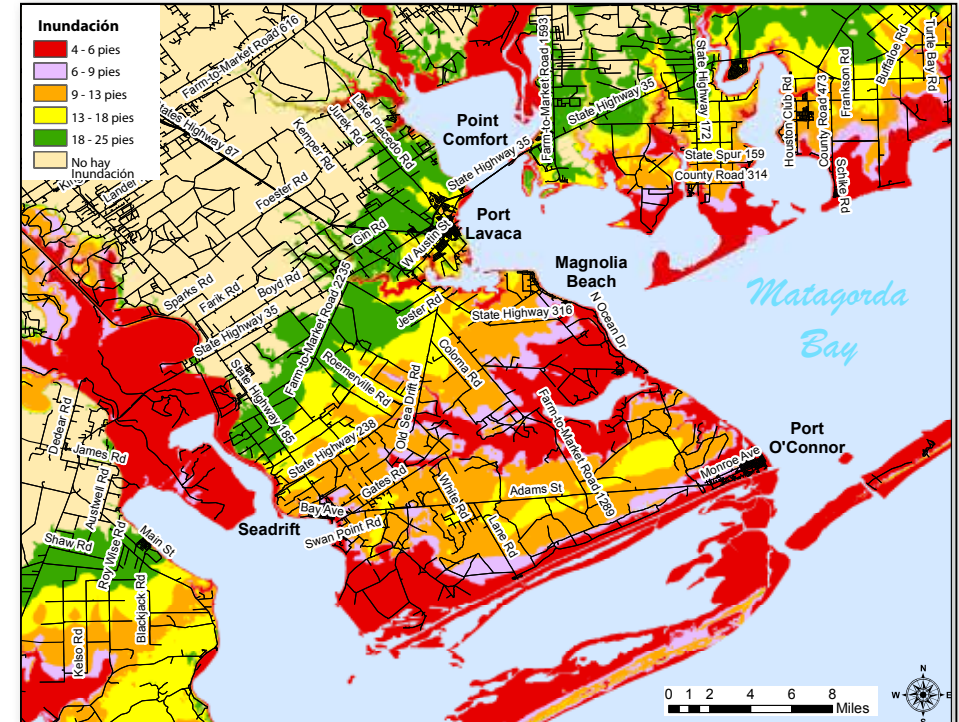 Inundación
4 - 6 pies
6 - 9 pies
9 - 13 pies
13 - 18 pies
18 - 25 pies
No hay
Inundación
Farm-to-Market Road 616
ates Highway 87
Lander
Kemper Rd
Jurek Rd
Lake Placedo Rd
Foester Rd
Point
Comfort
State Highway 35
Farm-to-Market Road 1593
State Highway 35
State Highway 172
State Spur 159
County Road 314
Houston Club Rd
County Road 473
Frankson Rd
Schike Rd
Buffaloe Rd
Turtle Bay Rd
Port
Lavaca
W Austin St
Gin Rd
Magnolia
Beach
N Ocean Dr
State Highway 316
Matagorda
Bay
Sparks Rd
Farik Rd
Boyd Rd
State Highway 35
Farm-to-Market Road 2235
Jester Rd
Coloma Rd
Roemerville Rd
Old Sea Drift Rd
State Highway 185
State Highway 238
Farm-to-Market Road 1289
Port
O'Connor
Monroe Ave
Dedear Rd
James Rd
Austwell Rd
Gates Rd
White Rd
Adams St
Bay Ave
Swan Point Rd
Lane Rd
Seadrift
Shaw Rd
Roy Wise Rd
Main St
Blackjack Rd
Kelso Rd
0 1 2 4 6 8
Miles
N
W
E
S